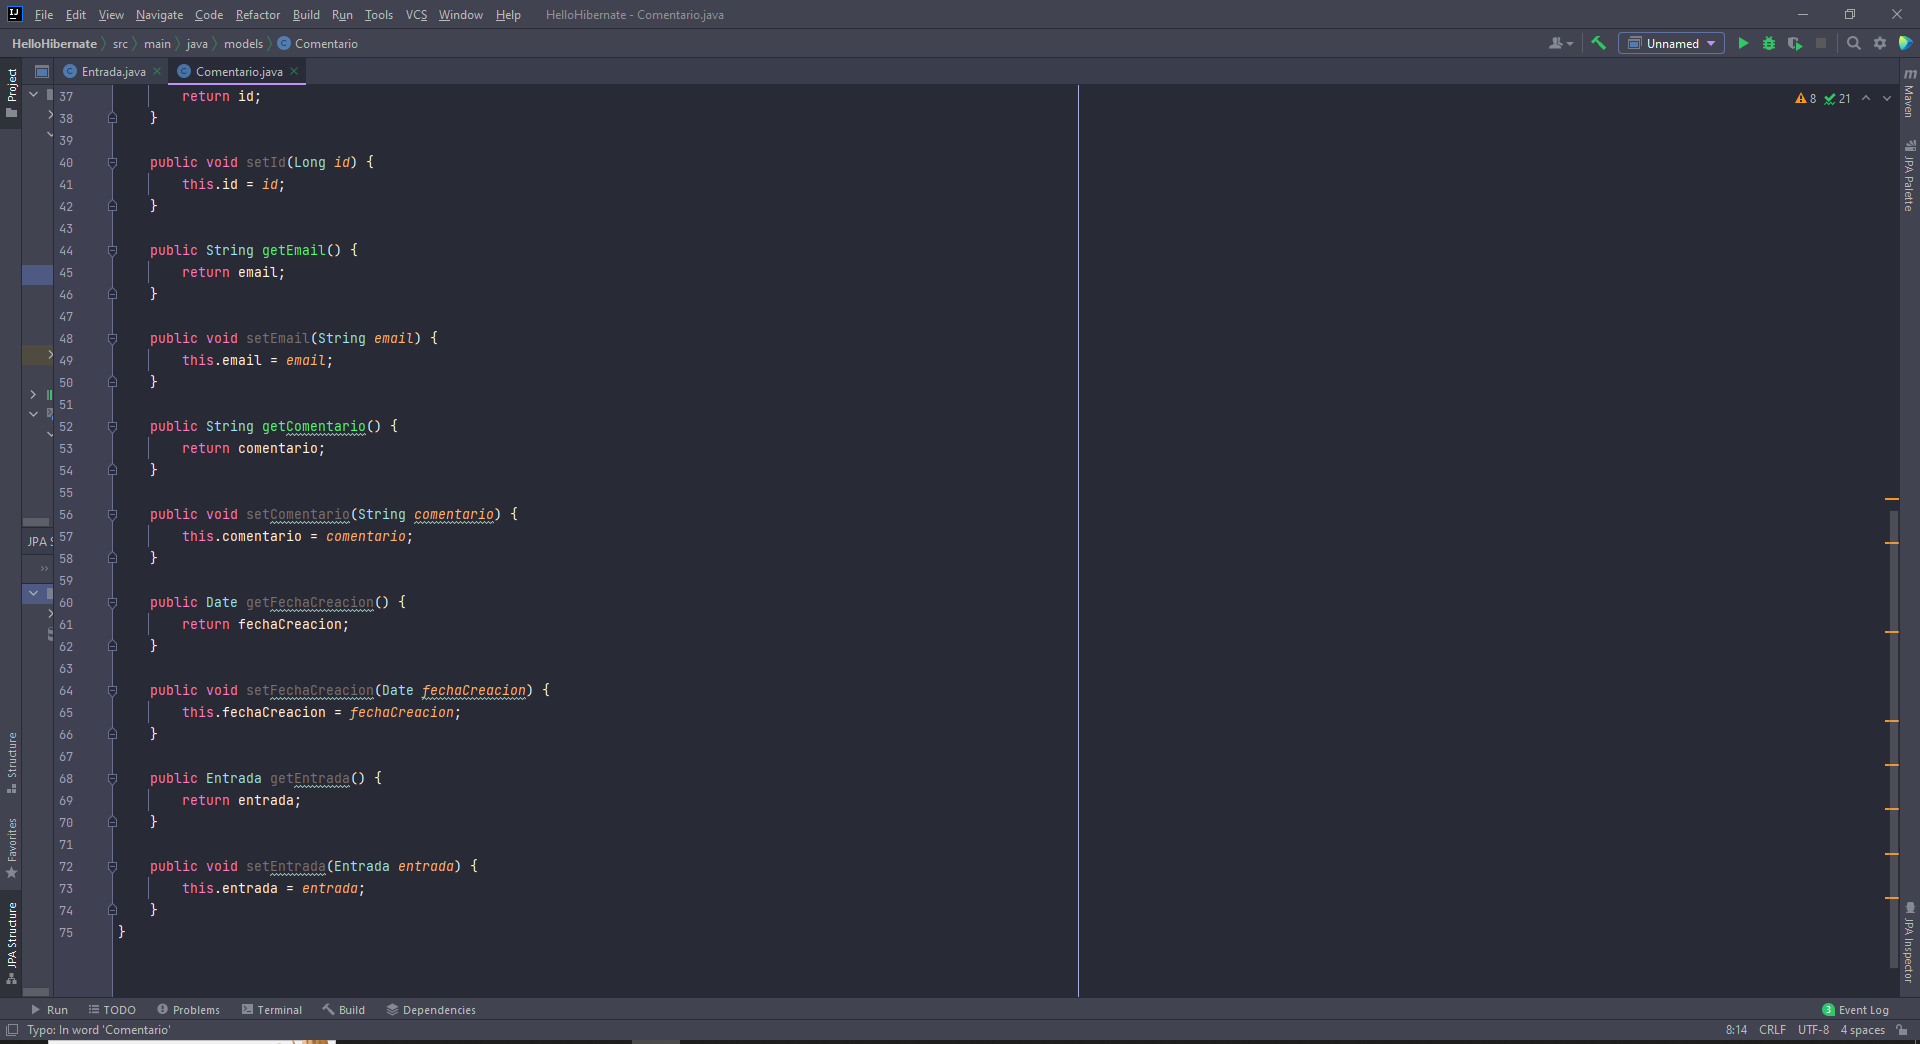 File Edit View Navigate Code Refactor Build Run Tools VCS Window Help HelloHibernate - Comentario.java
HelloHibernate src main java models Comentario Unnamed
Project Entrada.java Comentario.java
37 return id;
38 }
39
40 public void setId(Long id) {
41 this.id = id;
42 }
43
44 public String getEmail() {
45 return email;
46 }
47
48 public void setEmail(String email) {
49 this.email = email;
50 }
51
52 public String getComentario() {
53 return comentario;
54 }
55
56 public void setComentario(String comentario) {
57 this.comentario = comentario;
58 }
59
60 public Date getFechaCreacion() {
61 return fechaCreacion;
62 }
63
64 public void setFechaCreacion(Date fechaCreacion) {
65 this.fechaCreacion = fechaCreacion;
66 }
67
68 public Entrada getEntrada() {
69 return entrada;
70 }
71
72 public void setEntrada(Entrada entrada) {
73 this.entrada = entrada;
74 }
75 }
8 21
JPA S
Structure
Favorites
JPA Structure
m Maven
JPA Palette
JPA Inspector
Run TODO Problems Terminal Build Dependencies 3 Event Log
Typo: In word 'Comentario' 8:14 CRLF UTF-8 4 spaces